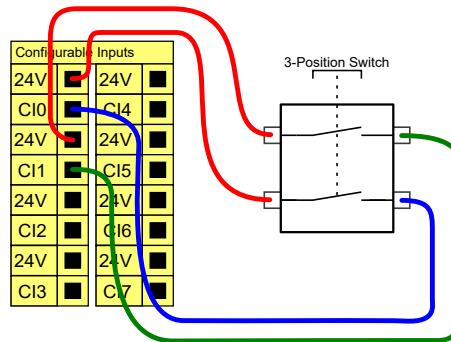 Configurable Inputs
3-Position Switch
24V 24V
CI0 CI4
24V 24V
CI1 CI5
24V 24V
CI2 CI6
24V 24V
CI3 CI7